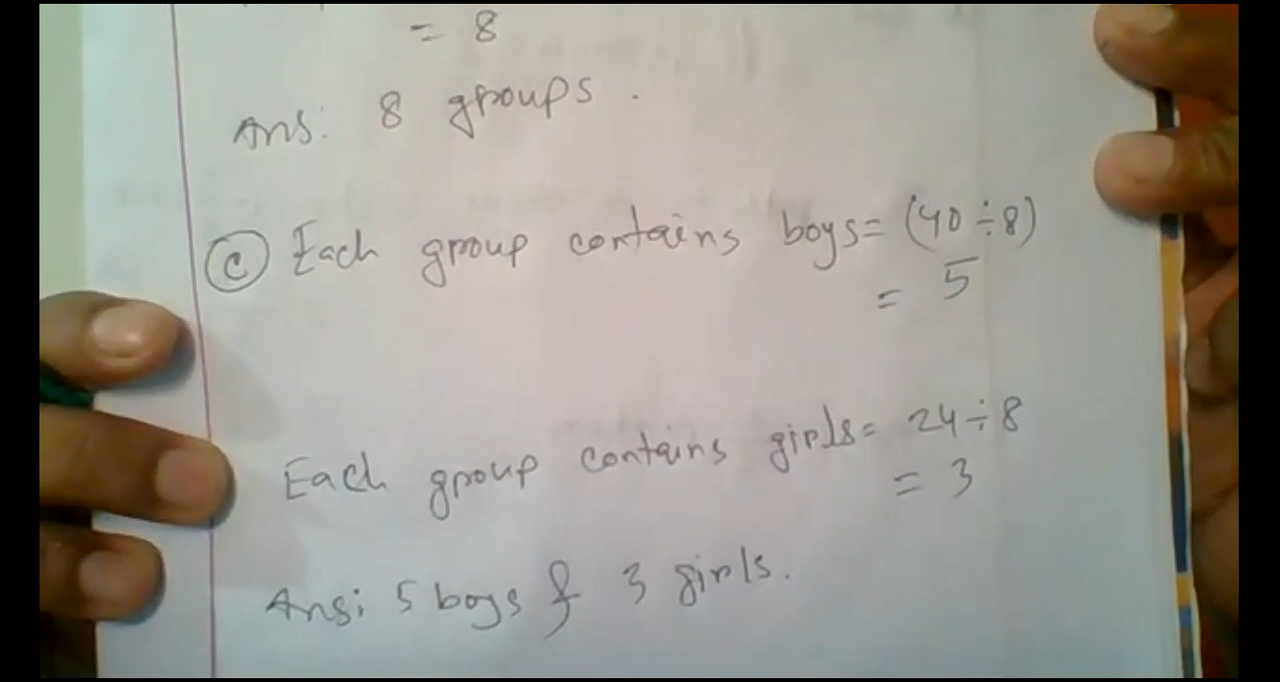 = 8
Ans: 8 groups.
(c) Each group contains boys = (40÷8)
= 5
Each group contains girls = 24÷8
= 3
Ans: 5 boys & 3 girls.